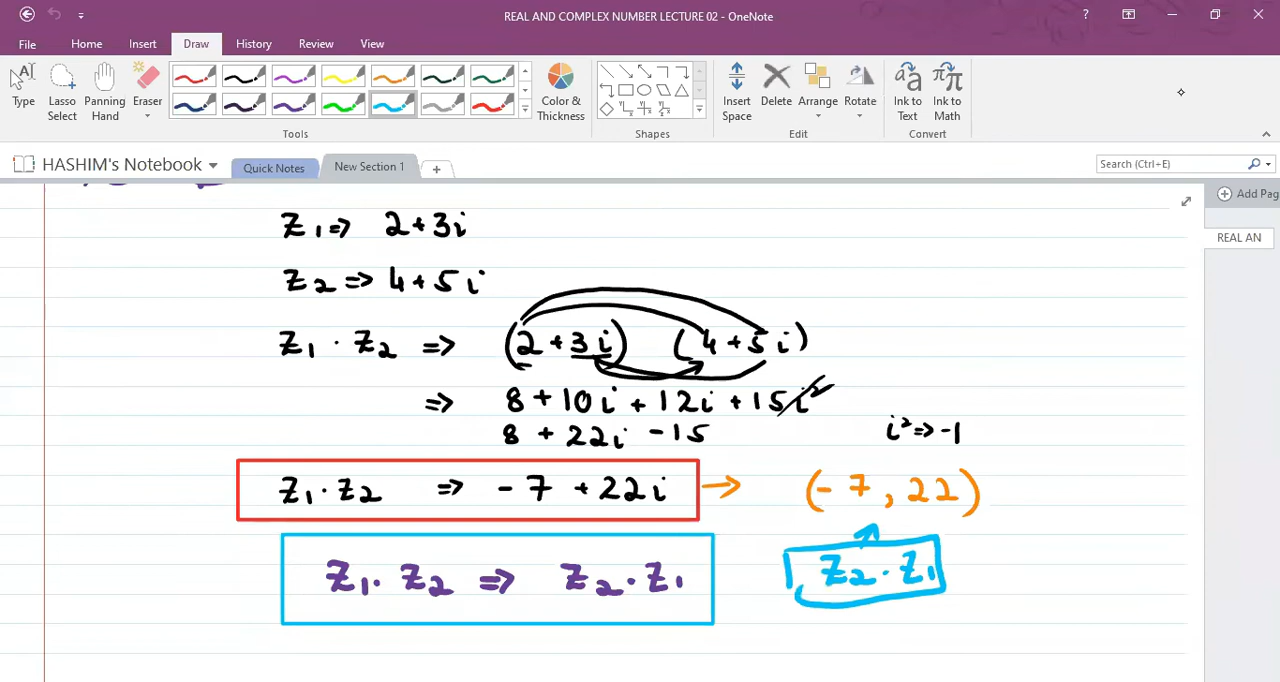 REAL AND COMPLEX NUMBER LECTURE 02 - OneNote
?
File Home Insert Draw History Review View
Type
Lasso Select
Panning Hand
Eraser
Color & Thickness
Insert Space
Delete
Arrange
Rotate
Ink to Text
Ink to Math
Tools
Shapes
Edit
Convert
HASHIM's Notebook
Quick Notes
New Section 1
+
Search (Ctrl+E)
Add Pag
REAL AN
z1 => 2+3i
z2 => 4+5i
z1 · z2 => (2+3i) (4+5i)
=> 8+10i+12i+15i²
8 + 22i -15
i² => -1
z1·z2 => -7 +22i → (-7, 22)
z1·z2 => z2·z1
z2·z1